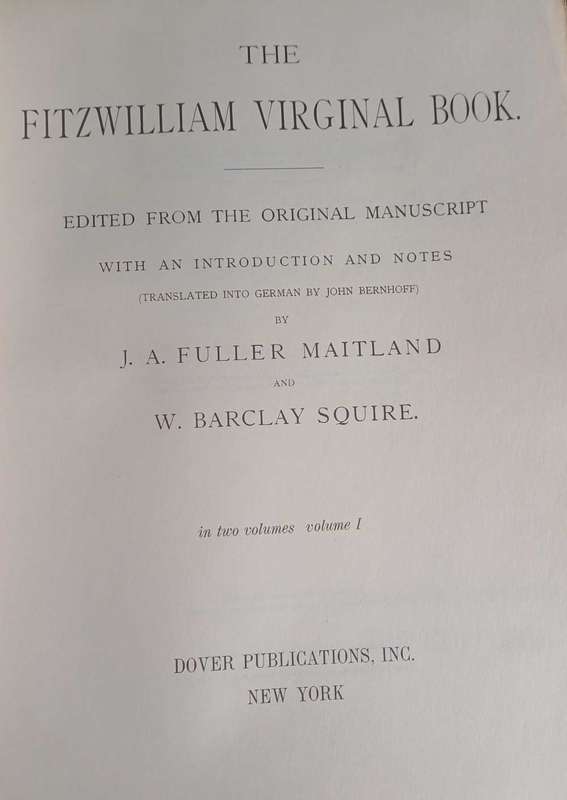 THE
FITZWILLIAM VIRGINAL BOOK.
EDITED FROM THE ORIGINAL MANUSCRIPT
WITH AN INTRODUCTION AND NOTES
(TRANSLATED INTO GERMAN BY JOHN BERNHOFF)
BY
J. A. FULLER MAITLAND
AND
W. BARCLAY SQUIRE.
in two volumes volume I
DOVER PUBLICATIONS, INC.
NEW YORK